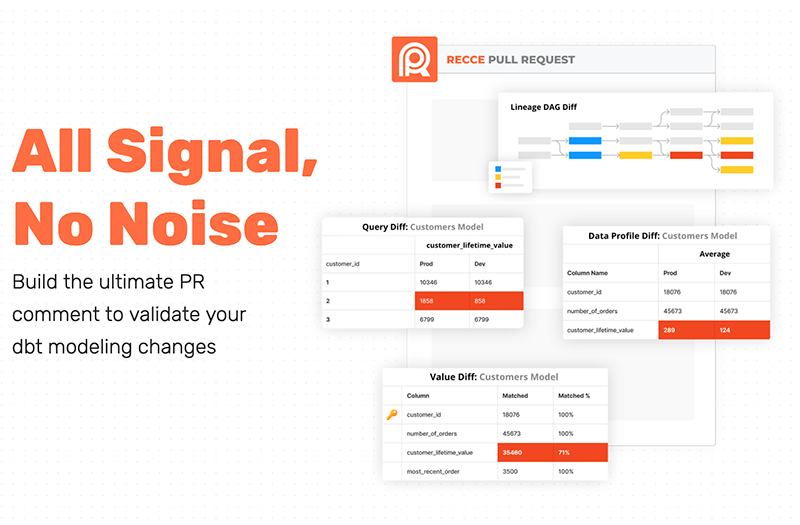 All Signal,
No Noise
Build the ultimate PR
comment to validate your
dbt modeling changes
RECCE PULL REQUEST
Lineage DAG Diff
Query Diff: Customers Model
customer_lifetime_value
customer_id Prod Dev
1 10346 10346
2 1858 858
3 6799 6799
Data Profile Diff: Customers Model
Average
Column Name Prod Dev
customer_id 18076 18076
number_of_orders 45673 45673
customer_lifetime_value 289 124
Value Diff: Customers Model
Column Matched Matched %
customer_id 18076 100%
number_of_orders 45673 100%
customer_lifetime_value 35460 71%
most_recent_order 3500 100%